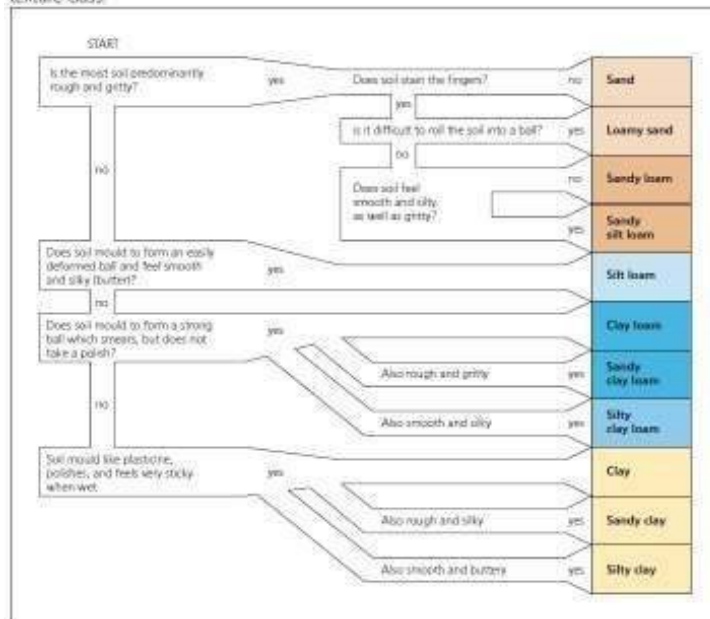 START
Is the moist soil predominantly
rough and gritty?
yes
Does soil stain the fingers?
no
Sand
yes
Is it difficult to roll the soil into a ball?
yes
Loamy sand
no
no
Does soil feel
smooth and silty
as well as gritty?
no
Sandy loam
yes
Sandy
silt loam
Does soil mould to form an easily
deformed ball and feel smooth
and silky (butter)?
yes
Silt loam
no
Does soil mould to form a strong
ball which smears, but does not
take a polish?
yes
Clay loam
Also rough and gritty
yes
Sandy
clay loam
no
Also smooth and silky
yes
Silty
clay loam
Soil mould like plasticine,
polishes, and feels very sticky
when wet
yes
Clay
Also rough and silky
yes
Sandy clay
Also smooth and buttery
yes
Silty clay